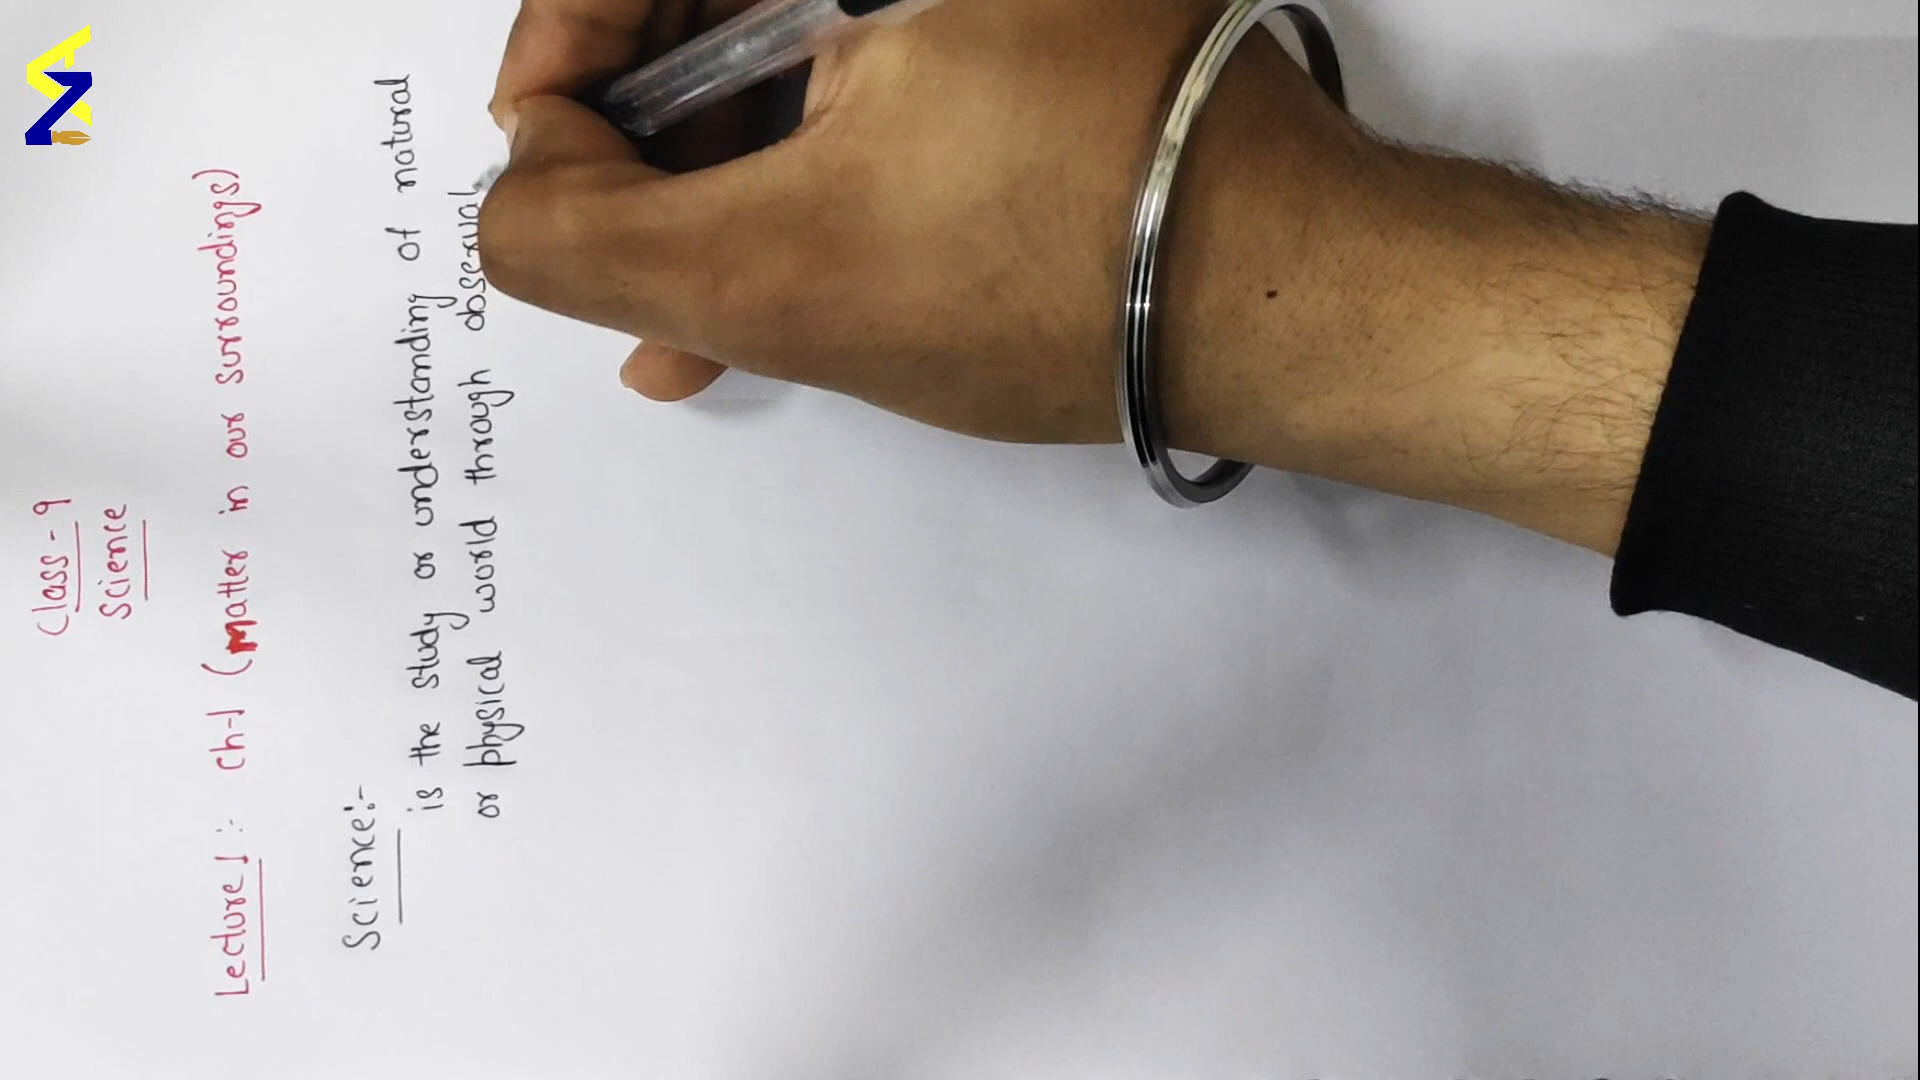 Class-9
Science
Lecture 1:- Ch-1 (Matter in our surroundings)
Science:-
is the study or understanding of natural
or physical world through